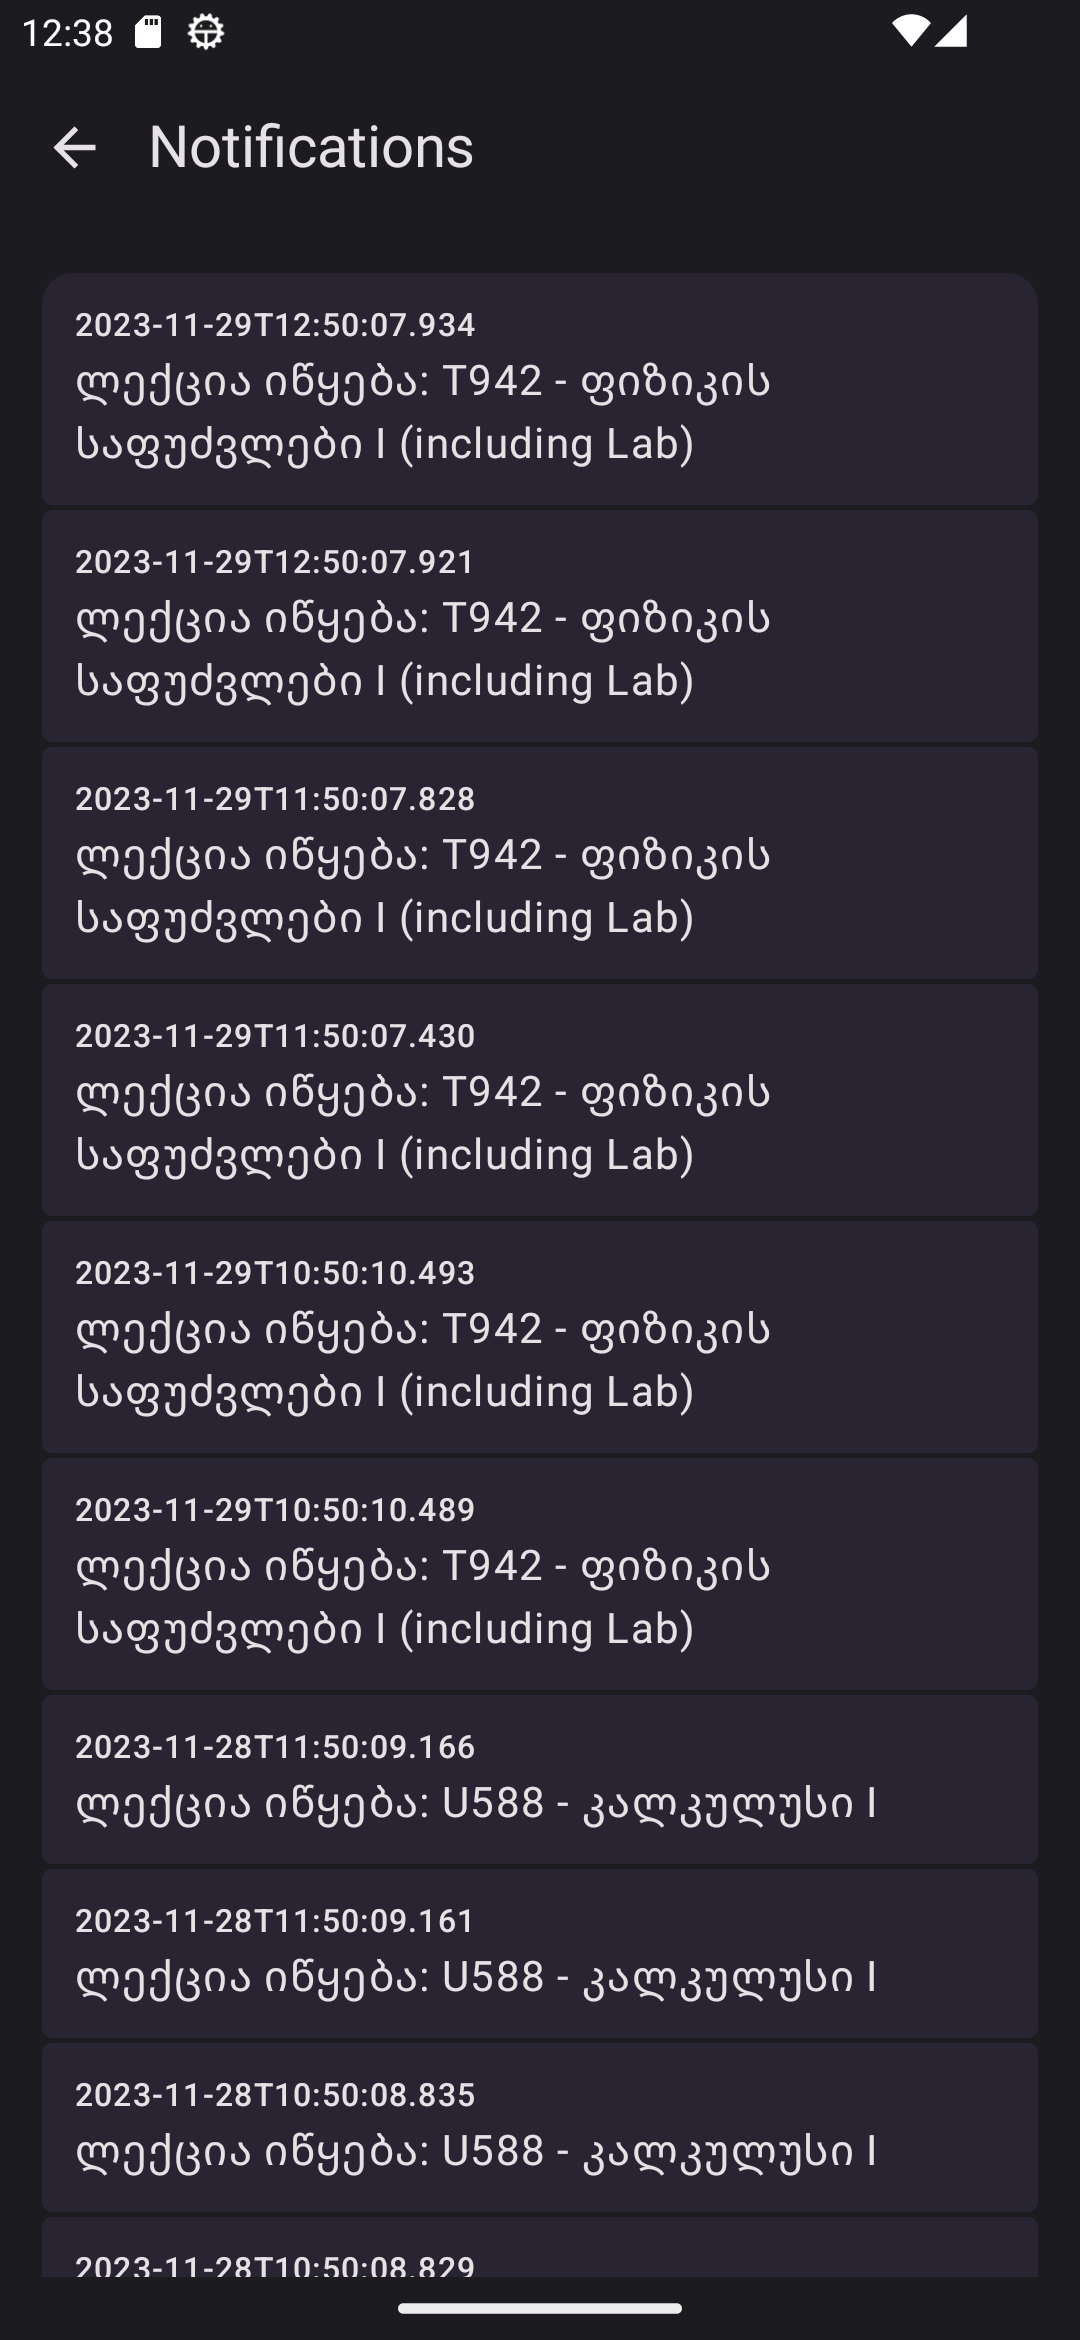 12:38
Notifications
2023-11-29T12:50:07.934
ლექცია იწყება: T942 - ფიზიკის
საფუძვლები I (including Lab)
2023-11-29T12:50:07.921
ლექცია იწყება: T942 - ფიზიკის
საფუძვლები I (including Lab)
2023-11-29T11:50:07.828
ლექცია იწყება: T942 - ფიზიკის
საფუძვლები I (including Lab)
2023-11-29T11:50:07.430
ლექცია იწყება: T942 - ფიზიკის
საფუძვლები I (including Lab)
2023-11-29T10:50:10.493
ლექცია იწყება: T942 - ფიზიკის
საფუძვლები I (including Lab)
2023-11-29T10:50:10.489
ლექცია იწყება: T942 - ფიზიკის
საფუძვლები I (including Lab)
2023-11-28T11:50:09.166
ლექცია იწყება: U588 - კალკულუსი I
2023-11-28T11:50:09.161
ლექცია იწყება: U588 - კალკულუსი I
2023-11-28T10:50:08.835
ლექცია იწყება: U588 - კალკულუსი I
2023-11-28T10:50:08.829